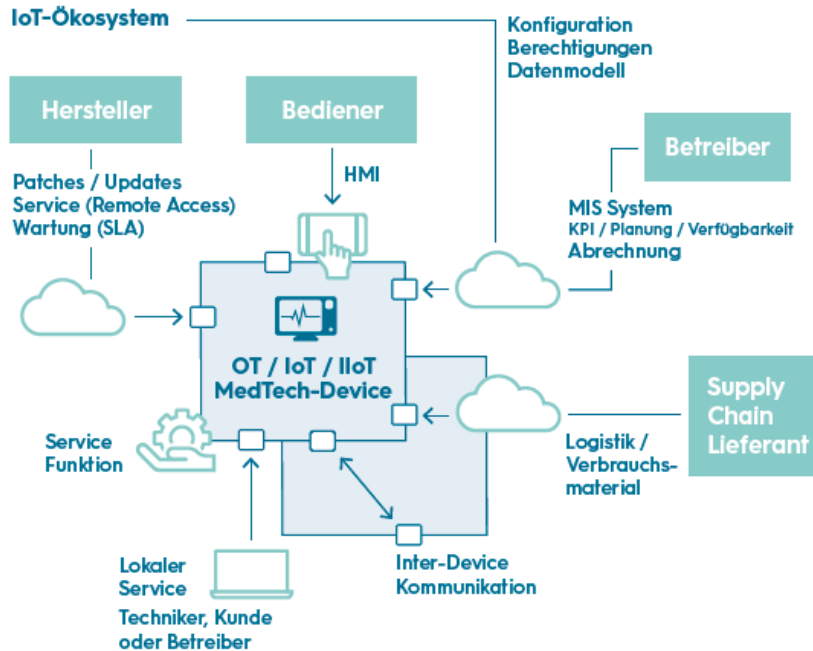 IoT-Ökosystem
Konfiguration
Berechtigungen
Datenmodell
Hersteller
Bediener
Betreiber
Patches / Updates
Service (Remote Access)
Wartung (SLA)
HMI
MIS System
KPI / Planung / Verfügbarkeit
Abrechnung
OT / IoT / IIoT
MedTech-Device
Supply
Chain
Lieferant
Service
Funktion
Logistik /
Verbrauchs-
material
Lokaler
Service
Techniker, Kunde
oder Betreiber
Inter-Device
Kommunikation